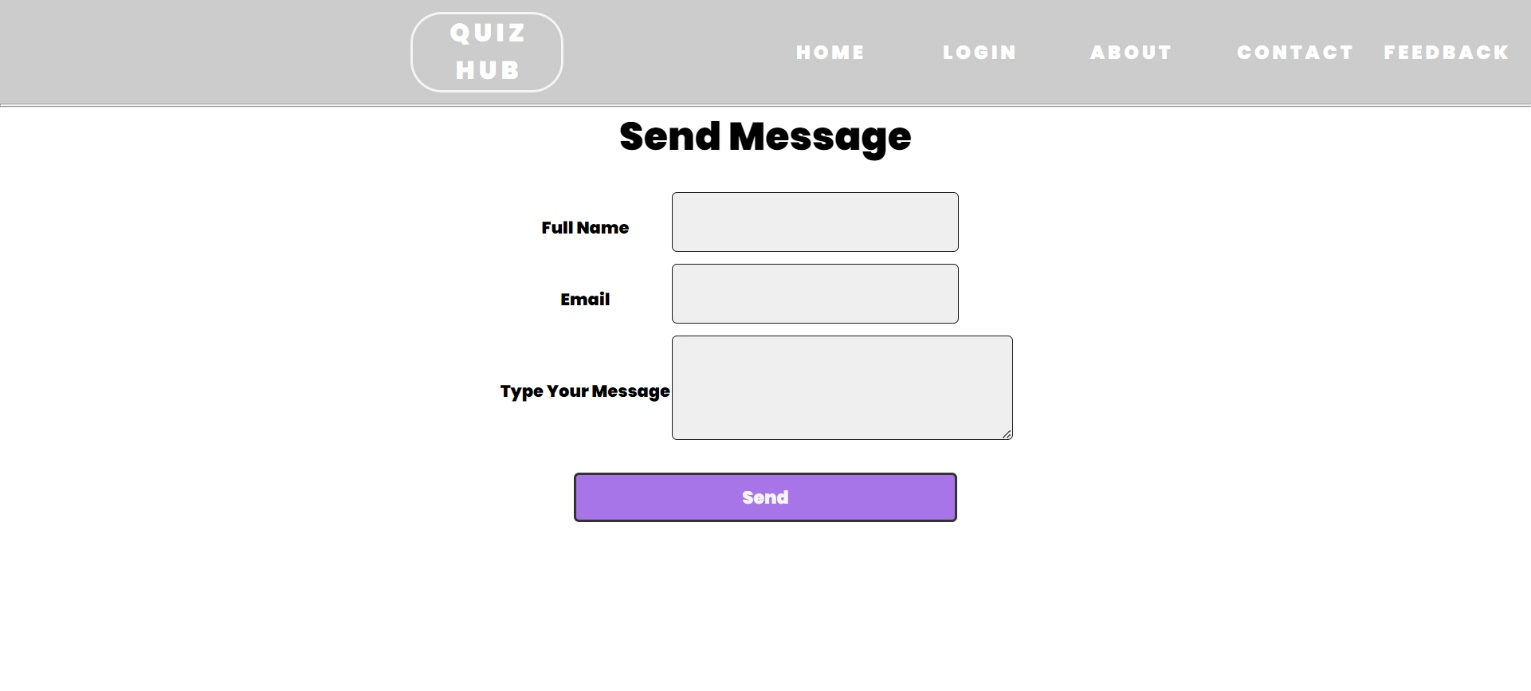 QUIZ
HUB
HOME LOGIN ABOUT CONTACT FEEDBACK
Send Message
Full Name
Email
Type Your Message
Send